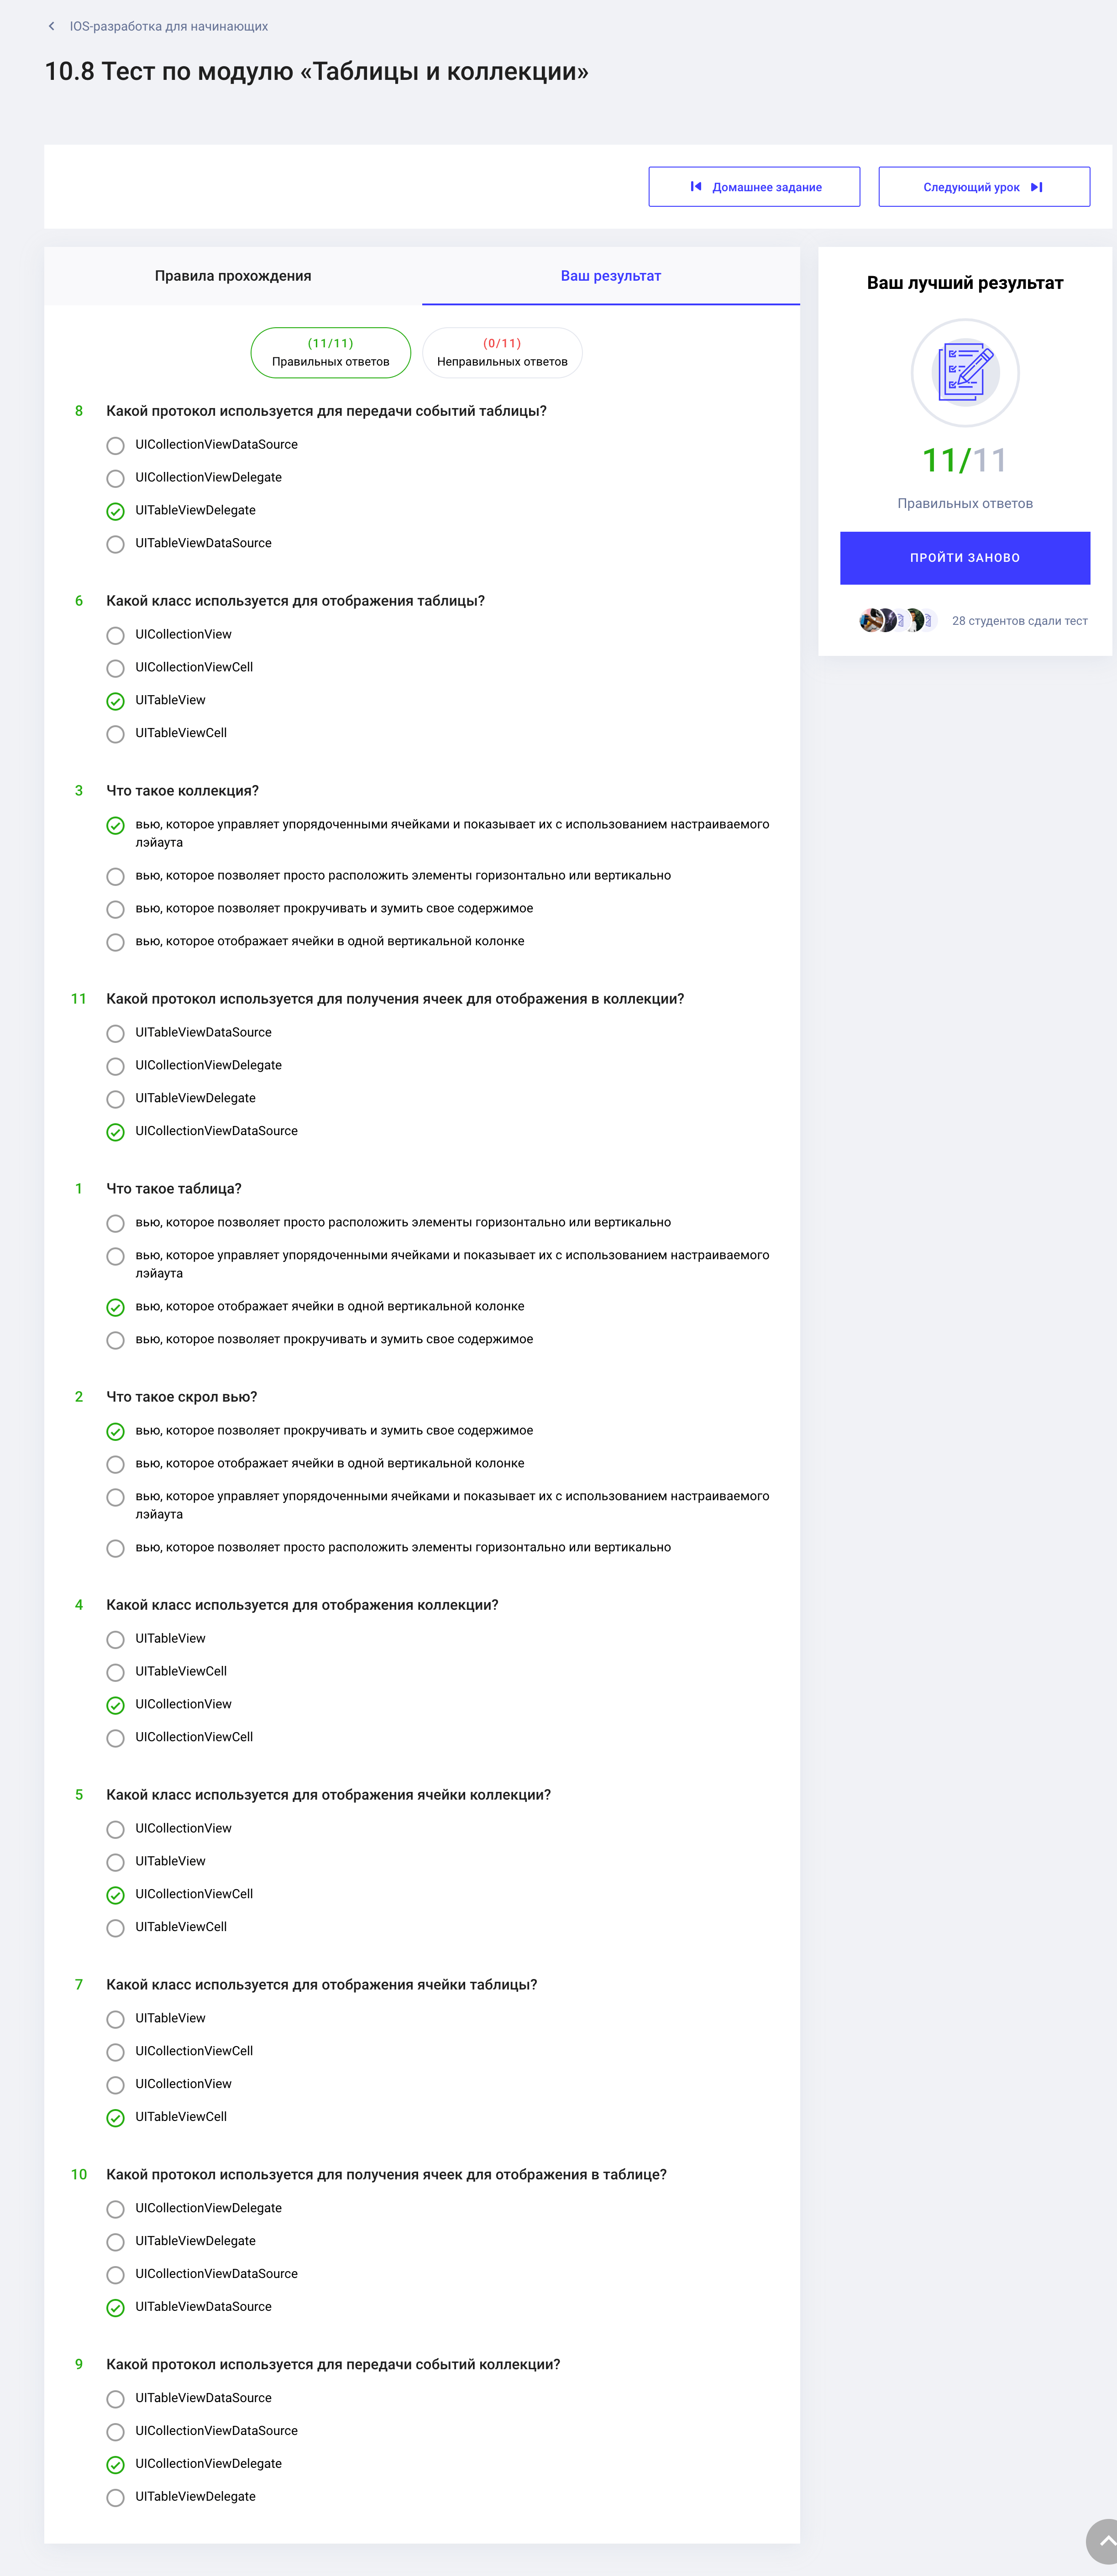 IOS-разработка для начинающих
10.8 Тест по модулю «Таблицы и коллекции»
Домашнее задание
Следующий урок
Правила прохождения
Ваш результат
(11/11)
Правильных ответов
(0/11)
Неправильных ответов
8 Какой протокол используется для передачи событий таблицы?
UICollectionViewDataSource
UICollectionViewDelegate
UITableViewDelegate
UITableViewDataSource
6 Какой класс используется для отображения таблицы?
UICollectionView
UICollectionViewCell
UITableView
UITableViewCell
3 Что такое коллекция?
вью, которое управляет упорядоченными ячейками и показывает их с использованием настраиваемого
лэйаута
вью, которое позволяет просто расположить элементы горизонтально или вертикально
вью, которое позволяет прокручивать и зумить свое содержимое
вью, которое отображает ячейки в одной вертикальной колонке
11 Какой протокол используется для получения ячеек для отображения в коллекции?
UITableViewDataSource
UICollectionViewDelegate
UITableViewDelegate
UICollectionViewDataSource
1 Что такое таблица?
вью, которое позволяет просто расположить элементы горизонтально или вертикально
вью, которое управляет упорядоченными ячейками и показывает их с использованием настраиваемого
лэйаута
вью, которое отображает ячейки в одной вертикальной колонке
вью, которое позволяет прокручивать и зумить свое содержимое
2 Что такое скрол вью?
вью, которое позволяет прокручивать и зумить свое содержимое
вью, которое отображает ячейки в одной вертикальной колонке
вью, которое управляет упорядоченными ячейками и показывает их с использованием настраиваемого
лэйаута
вью, которое позволяет просто расположить элементы горизонтально или вертикально
4 Какой класс используется для отображения коллекции?
UITableView
UITableViewCell
UICollectionView
UICollectionViewCell
5 Какой класс используется для отображения ячейки коллекции?
UICollectionView
UITableView
UICollectionViewCell
UITableViewCell
7 Какой класс используется для отображения ячейки таблицы?
UITableView
UICollectionViewCell
UICollectionView
UITableViewCell
10 Какой протокол используется для получения ячеек для отображения в таблице?
UICollectionViewDelegate
UITableViewDelegate
UICollectionViewDataSource
UITableViewDataSource
9 Какой протокол используется для передачи событий коллекции?
UITableViewDataSource
UICollectionViewDataSource
UICollectionViewDelegate
UITableViewDelegate
Ваш лучший результат
11/11
Правильных ответов
ПРОЙТИ ЗАНОВО
28 студентов сдали тест